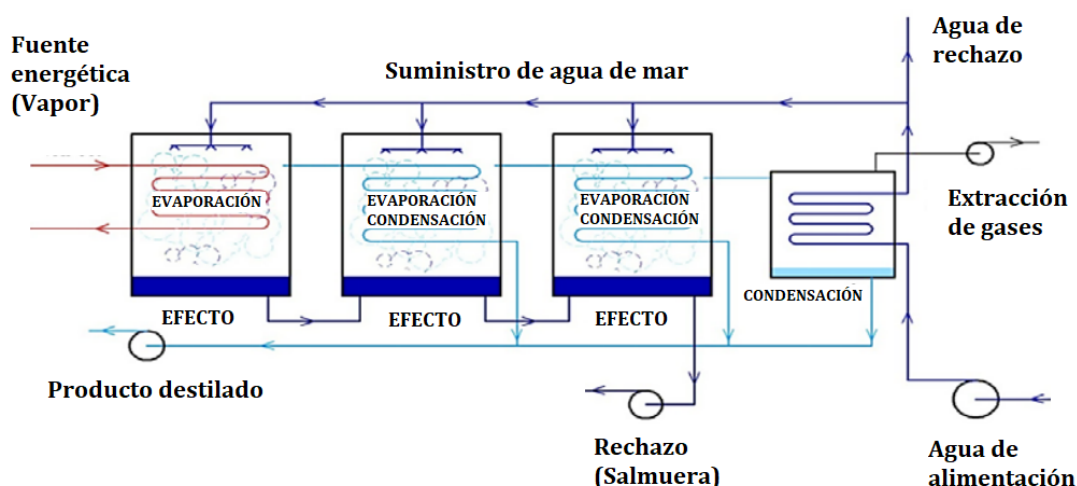 Agua de
rechazo
Fuente
energética
(Vapor)
Suministro de agua de mar
EVAPORACIÓN
EVAPORACIÓN
CONDENSACIÓN
EVAPORACIÓN
CONDENSACIÓN
Extracción
de gases
CONDENSACIÓN
EFECTO
EFECTO
EFECTO
Producto destilado
Rechazo
(Salmuera)
Agua de
alimentación